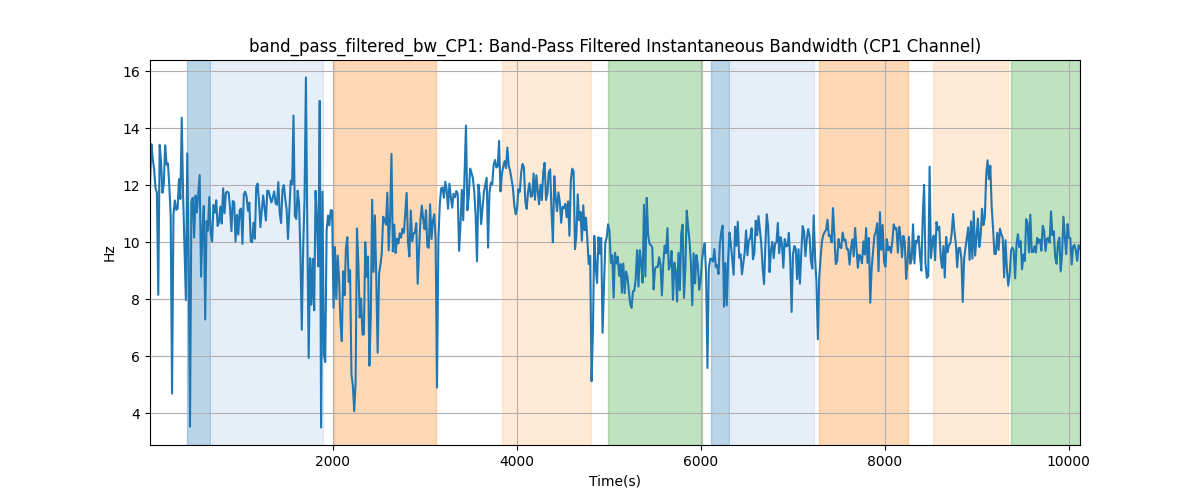 band_pass_filtered_bw_CP1: Band-Pass Filtered Instantaneous Bandwidth (CP1 Channel)
16
14
12
10
8
6
4
Hz
2000 4000 6000 8000 10000
Time(s)